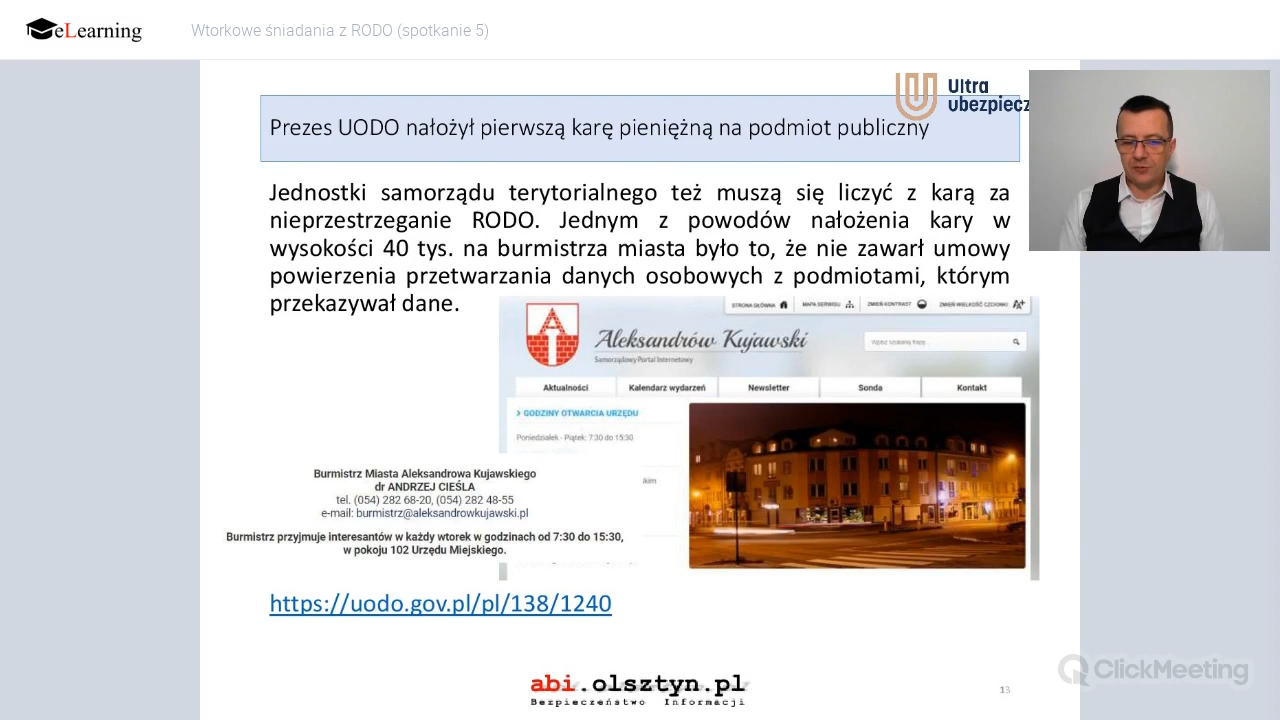 eLearning
Wtorkowe śniadania z RODO (spotkanie 5)
Ultra
ubezpiecz
Prezes UODO nałożył pierwszą karę pieniężną na podmiot publiczny
Jednostki samorządu terytorialnego też muszą się liczyć z karą za
nieprzestrzeganie RODO. Jednym z powodów nałożenia kary w
wysokości 40 tys. na burmistrza miasta było to, że nie zawarł umowy
powierzenia przetwarzania danych osobowych z podmiotami, którym
przekazywał dane.
STRONA GŁÓWNA
MAPA SERWISU
ZMIEŃ KONTRAST
ZMIEŃ WIELKOŚĆ CZCIONKI
Aleksandrów Kujawski
Samorządowy Portal Internetowy
Wpisz szukaną frazę...
Aktualności
Kalendarz wydarzeń
Newsletter
Sonda
Kontakt
GODZINY OTWARCIA URZĘDU
Poniedziałek - Piątek: 7:30 do 15:30
Burmistrz Miasta Aleksandrowa Kujawskiego
dr ANDRZEJ CIEŚLA
tel. (054) 282 68-20, (054) 282 48-55
e-mail: burmistrz@aleksandrowkujawski.pl
Burmistrz przyjmuje interesantów w każdy wtorek w godzinach od 7:30 do 15:30,
w pokoju 102 Urzędu Miejskiego.
https://uodo.gov.pl/pl/138/1240
abi.olsztyn.pl
Bezpieczeństwo Informacji
13
ClickMeeting